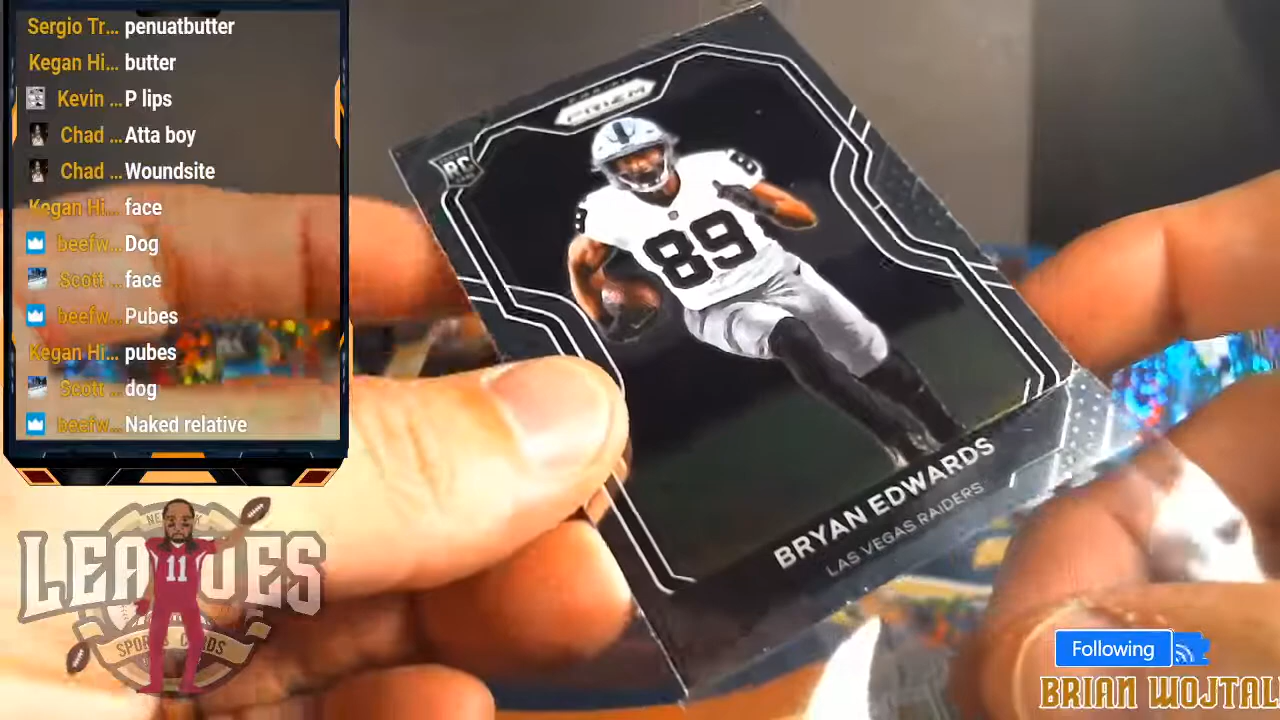 Sergio Tr... penuatbutter
Kegan Hi... butter
Kevin ... P lips
Chad ... Atta boy
Chad ... Woundsite
Kegan Hi... face
beefw... Dog
Scott ... face
beefw... Pubes
Kegan Hi... pubes
Scott ... dog
beefw... Naked relative
PRIZM
RC
89
89
BRYAN EDWARDS
LAS VEGAS RAIDERS
11
SPORTS CARDS
Following
BRIAN WOJTAL